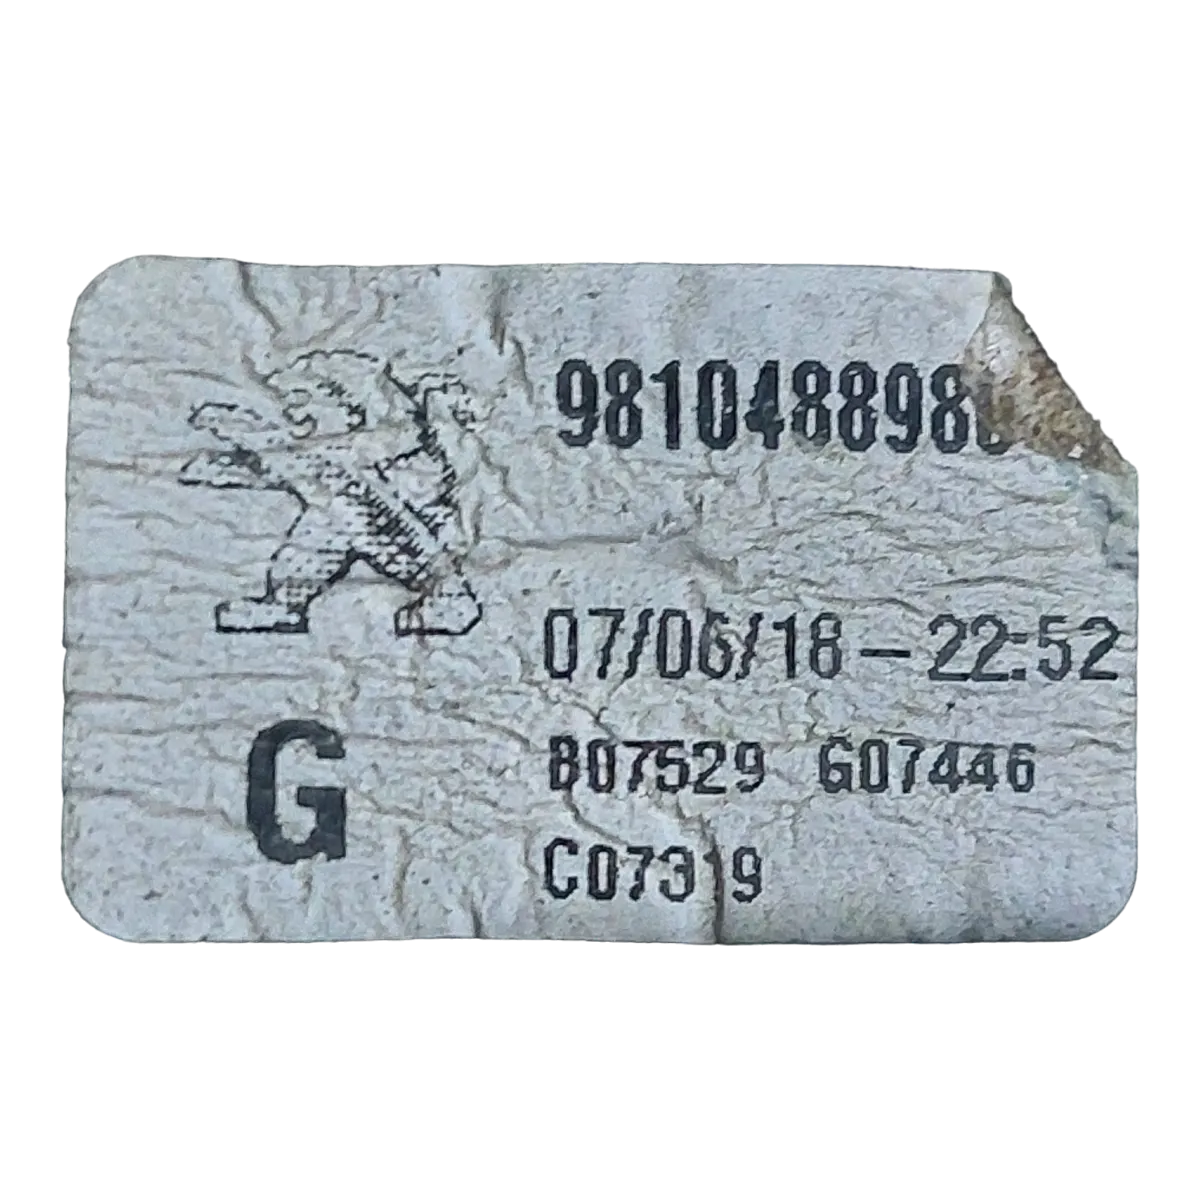 981048898
07/06/18 – 22:52
G
B07529 G07446
C07319